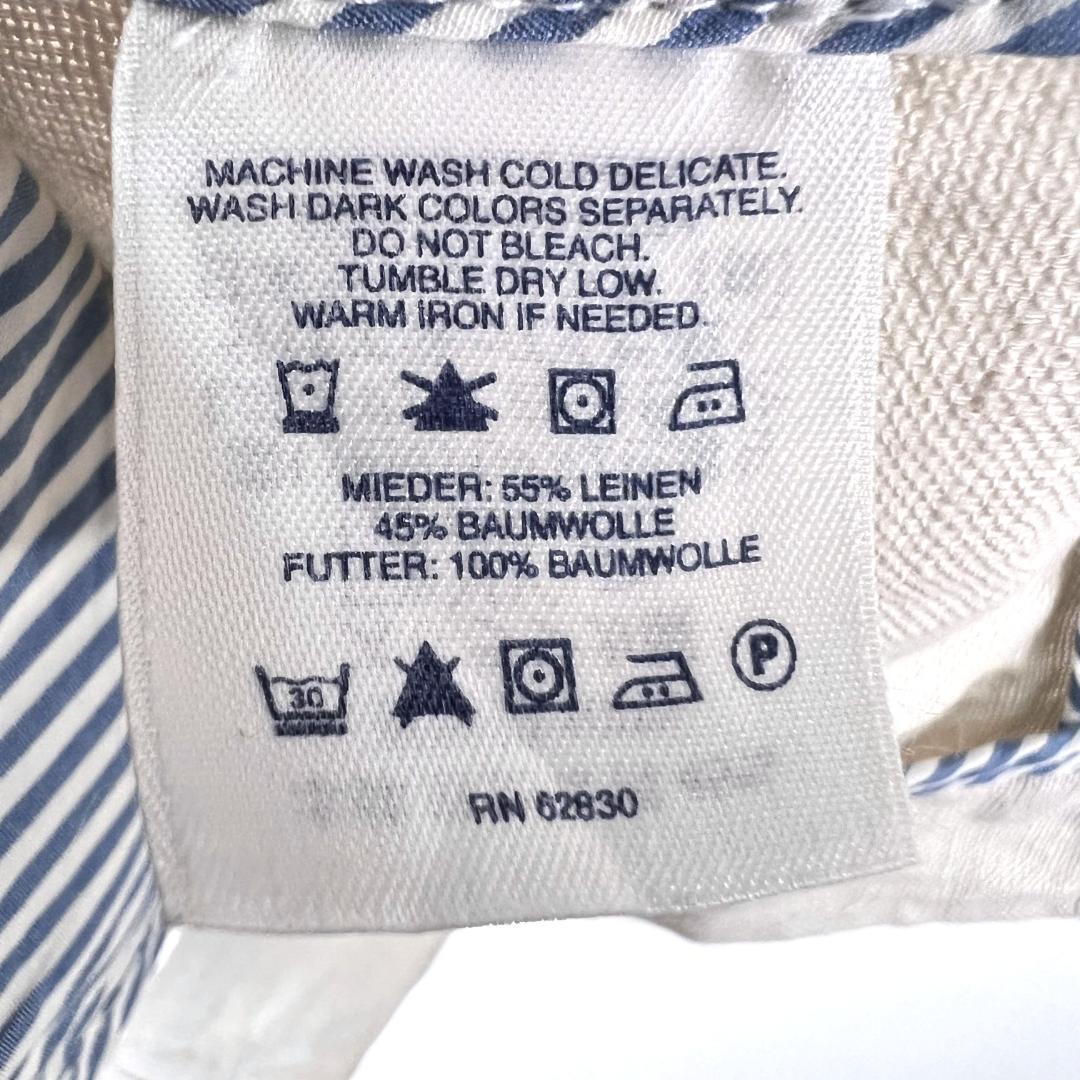 MACHINE WASH COLD DELICATE.
WASH DARK COLORS SEPARATELY.
DO NOT BLEACH.
TUMBLE DRY LOW.
WARM IRON IF NEEDED.
MIEDER: 55% LEINEN
45% BAUMWOLLE
FUTTER: 100% BAUMWOLLE
30
P
RN 62830